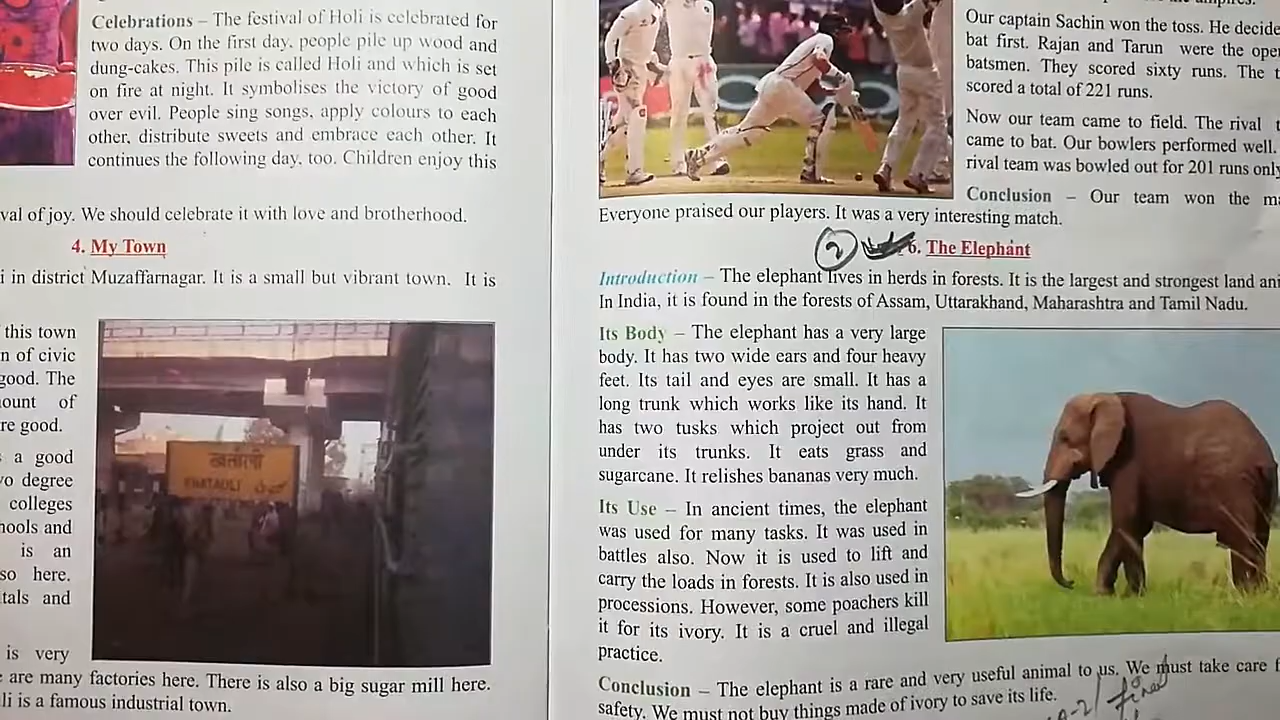 Celebrations – The festival of Holi is celebrated for
two days. On the first day, people pile up wood and
dung-cakes. This pile is called Holi and which is set
on fire at night. It symbolises the victory of good
over evil. People sing songs, apply colours to each
other, distribute sweets and embrace each other. It
continues the following day, too. Children enjoy this
val of joy. We should celebrate it with love and brotherhood.
4. My Town
i in district Muzaffarnagar. It is a small but vibrant town. It is
this town
n of civic
good. The
ount of
re good.
s a good
vo degree
colleges
hools and
is an
so here.
tals and
is very
खतौली
KHATAULI
e are many factories here. There is also a big sugar mill here.
li is a famous industrial town.
Our captain Sachin won the toss. He decide
bat first. Rajan and Tarun were the ope
batsmen. They scored sixty runs. The t
scored a total of 221 runs.
Now our team came to field. The rival t
came to bat. Our bowlers performed well.
rival team was bowled out for 201 runs only
Conclusion – Our team won the ma
Everyone praised our players. It was a very interesting match.
2 6. The Elephant
Introduction – The elephant lives in herds in forests. It is the largest and strongest land ani
In India, it is found in the forests of Assam, Uttarakhand, Maharashtra and Tamil Nadu.
Its Body – The elephant has a very large
body. It has two wide ears and four heavy
feet. Its tail and eyes are small. It has a
long trunk which works like its hand. It
has two tusks which project out from
under its trunks. It eats grass and
sugarcane. It relishes bananas very much.
Its Use – In ancient times, the elephant
was used for many tasks. It was used in
battles also. Now it is used to lift and
carry the loads in forests. It is also used in
processions. However, some poachers kill
it for its ivory. It is a cruel and illegal
practice.
Conclusion – The elephant is a rare and very useful animal to us. We must take care f
safety. We must not buy things made of ivory to save its life.